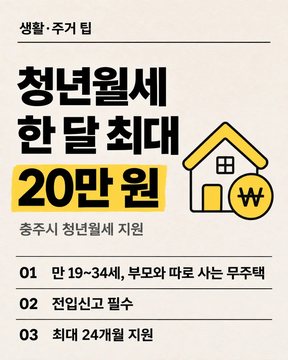 생활·주거 팁
청년월세
한 달 최대
20만 원
₩
충주시 청년월세 지원
01 만 19~34세, 부모와 따로 사는 무주택
02 전입신고 필수
03 최대 24개월 지원